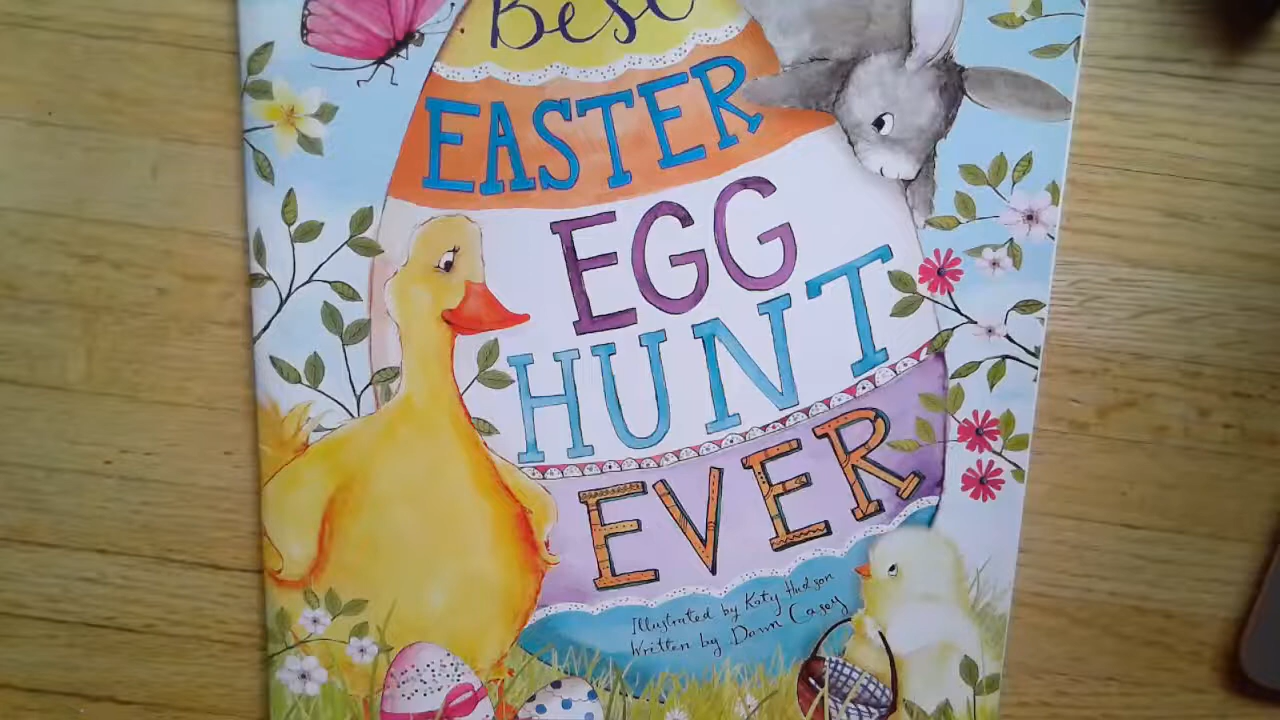 Best
EASTER
EGG
HUNT
EVER
Illustrated by Katy Hudson
Written by Dawn Casey